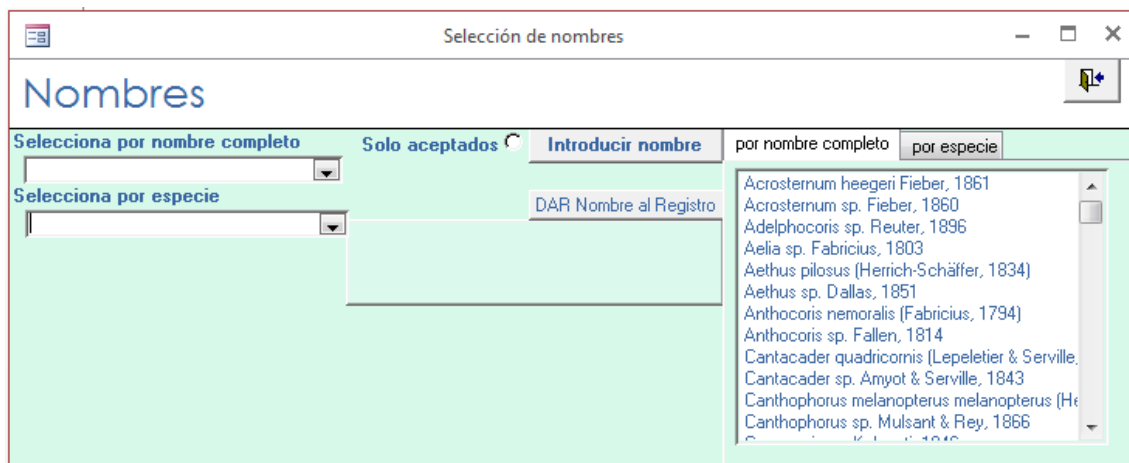 Selección de nombres
Nombres
Selecciona por nombre completo
Solo aceptados
Introducir nombre
por nombre completo
por especie
Selecciona por especie
DAR Nombre al Registro
Acrosternum heegeri Fieber, 1861
Acrosternum sp. Fieber, 1860
Adelphocoris sp. Reuter, 1896
Aelia sp. Fabricius, 1803
Aethus pilosus (Herrich-Schäffer, 1834)
Aethus sp. Dallas, 1851
Anthocoris nemoralis (Fabricius, 1794)
Anthocoris sp. Fallen, 1814
Cantacader quadricornis (Lepeletier & Serville,
Cantacader sp. Amyot & Serville, 1843
Canthophorus melanopterus melanopterus (He
Canthophorus sp. Mulsant & Rey, 1866